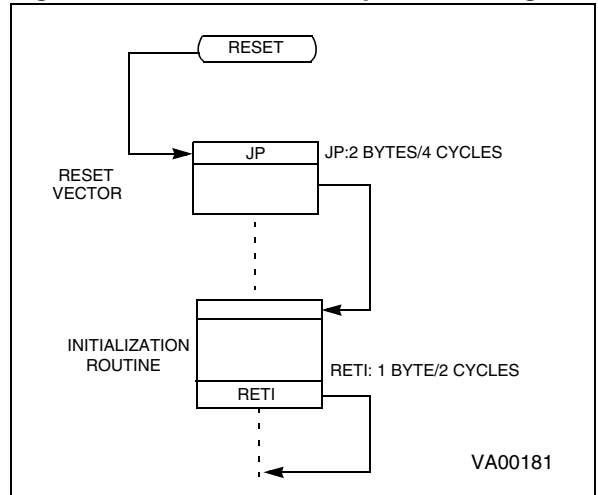 RESET
JP
JP:2 BYTES/4 CYCLES
RESET
VECTOR
INITIALIZATION
ROUTINE
RETI: 1 BYTE/2 CYCLES
RETI
VA00181